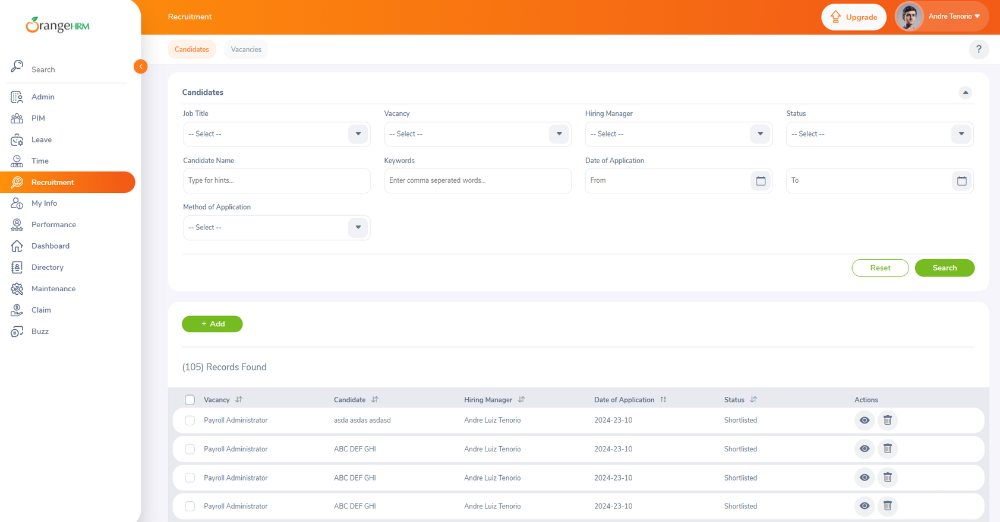 OrangeHRM
Recruitment
Upgrade
Andre Tenorio
Candidates
Vacancies
?
Search
Admin
PIM
Leave
Time
Recruitment
My Info
Performance
Dashboard
Directory
Maintenance
Claim
Buzz
Candidates
Job Title Vacancy Hiring Manager Status
-- Select -- -- Select -- -- Select -- -- Select --
Candidate Name Keywords Date of Application
Type for hints... Enter comma seperated words... From To
Method of Application
-- Select --
Reset Search
+ Add
(105) Records Found
Vacancy Candidate Hiring Manager Date of Application Status Actions
Payroll Administrator asda asdas asdasd Andre Luiz Tenorio 2024-23-10 Shortlisted
Payroll Administrator ABC DEF GHI Andre Luiz Tenorio 2024-23-10 Shortlisted
Payroll Administrator ABC DEF GHI Andre Luiz Tenorio 2024-23-10 Shortlisted
Payroll Administrator ABC DEF GHI Andre Luiz Tenorio 2024-23-10 Shortlisted